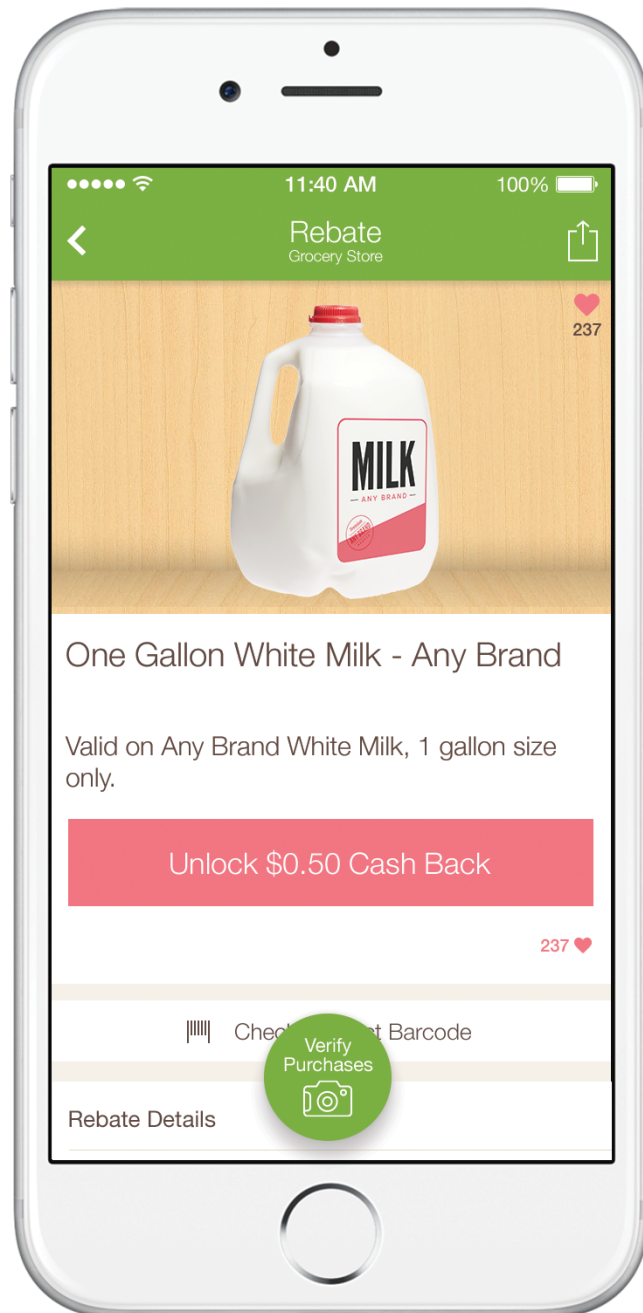 11:40 AM
100%
Rebate
Grocery Store
237
MILK
ANY BRAND
One Gallon White Milk - Any Brand
Valid on Any Brand White Milk, 1 gallon size
only.
Unlock $0.50 Cash Back
237
Barcode
Verify
Purchases
Rebate Details